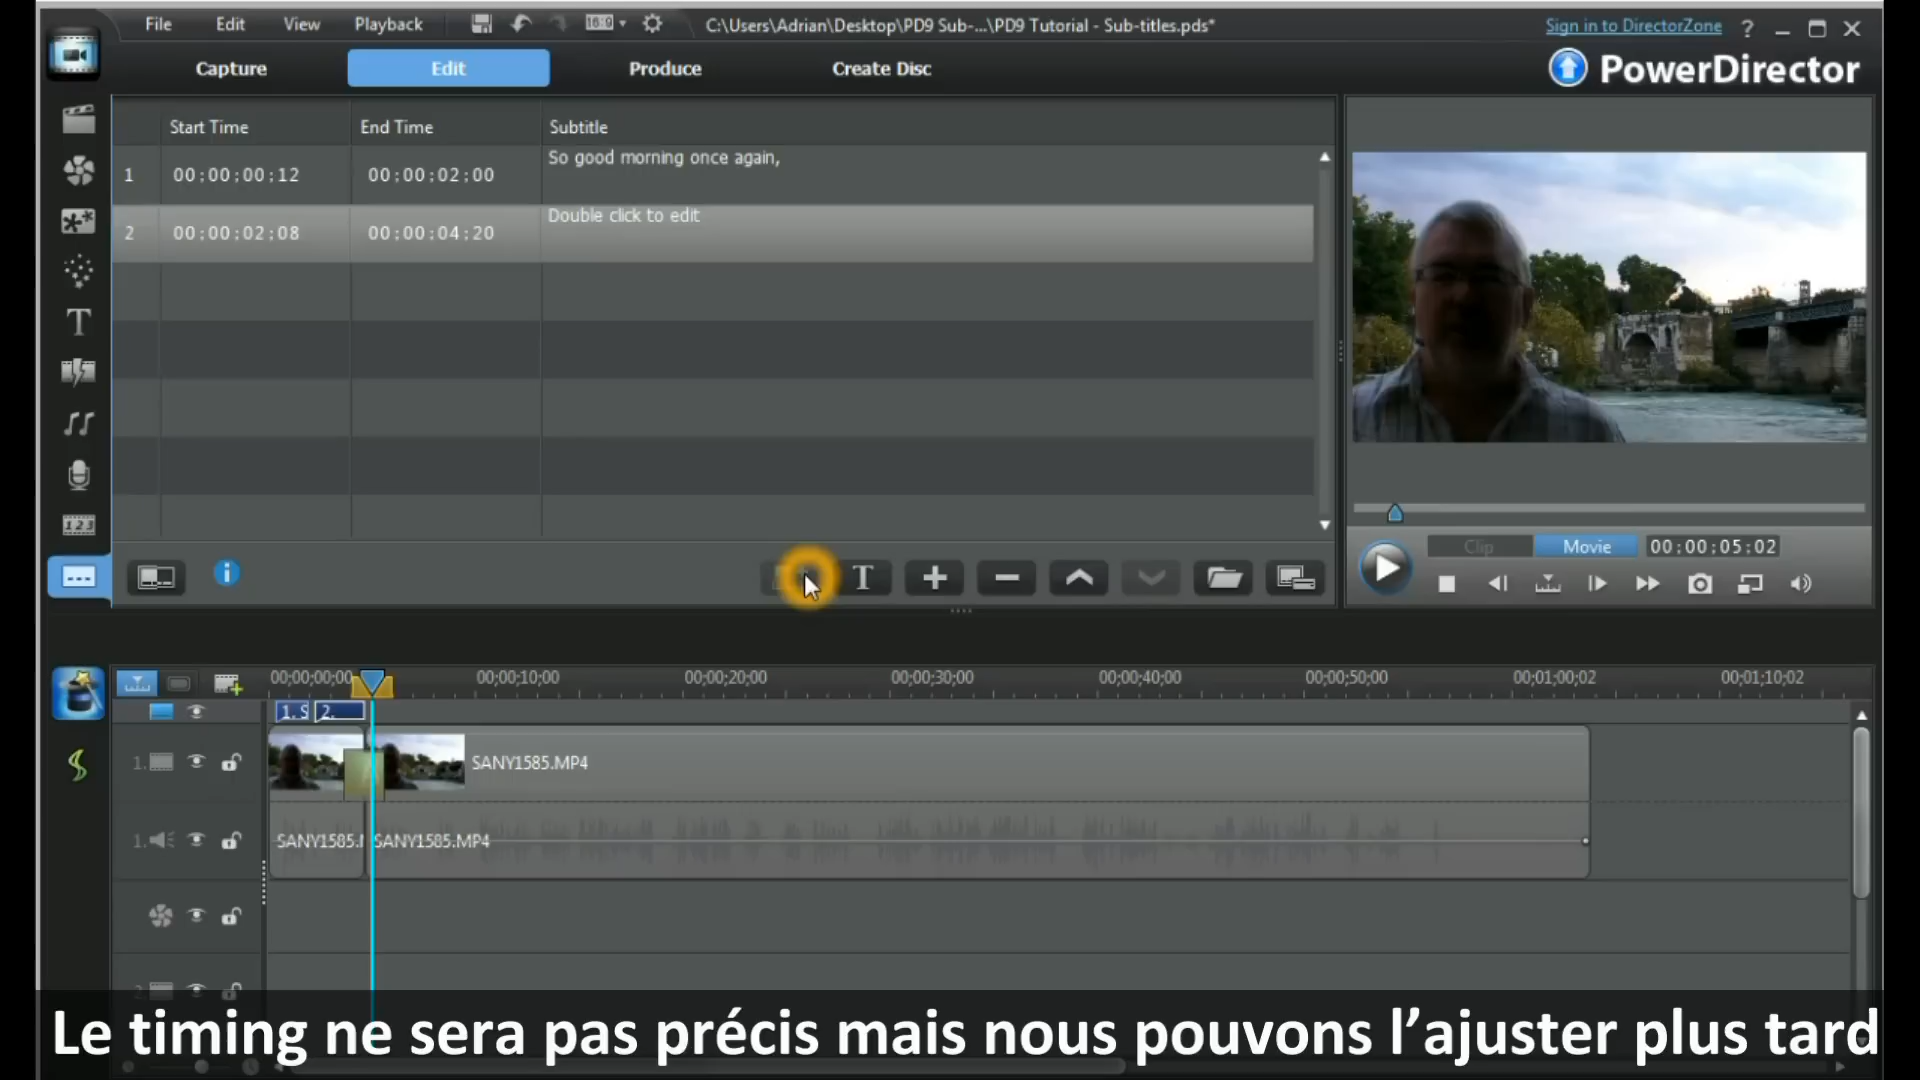 File Edit View Playback C:\Users\Adrian\Desktop\PD9 Sub-...\PD9 Tutorial - Sub-titles.pds* Sign in to DirectorZone ?
Capture Edit Produce Create Disc PowerDirector
Start Time End Time Subtitle
1 00;00;00;12 00;00;02;00 So good morning once again,
2 00;00;02;08 00;00;04;20 Double click to edit
Clip Movie 00;00;05;02
00;00;00;00 00;00;10;00 00;00;20;00 00;00;30;00 00;00;40;00 00;00;50;00 00;01;00;02 00;01;10;02
1. S 2.
1. SANY1585.MP4
1. SANY1585.M SANY1585.MP4
2.
Le timing ne sera pas précis mais nous pouvons l’ajuster plus tard